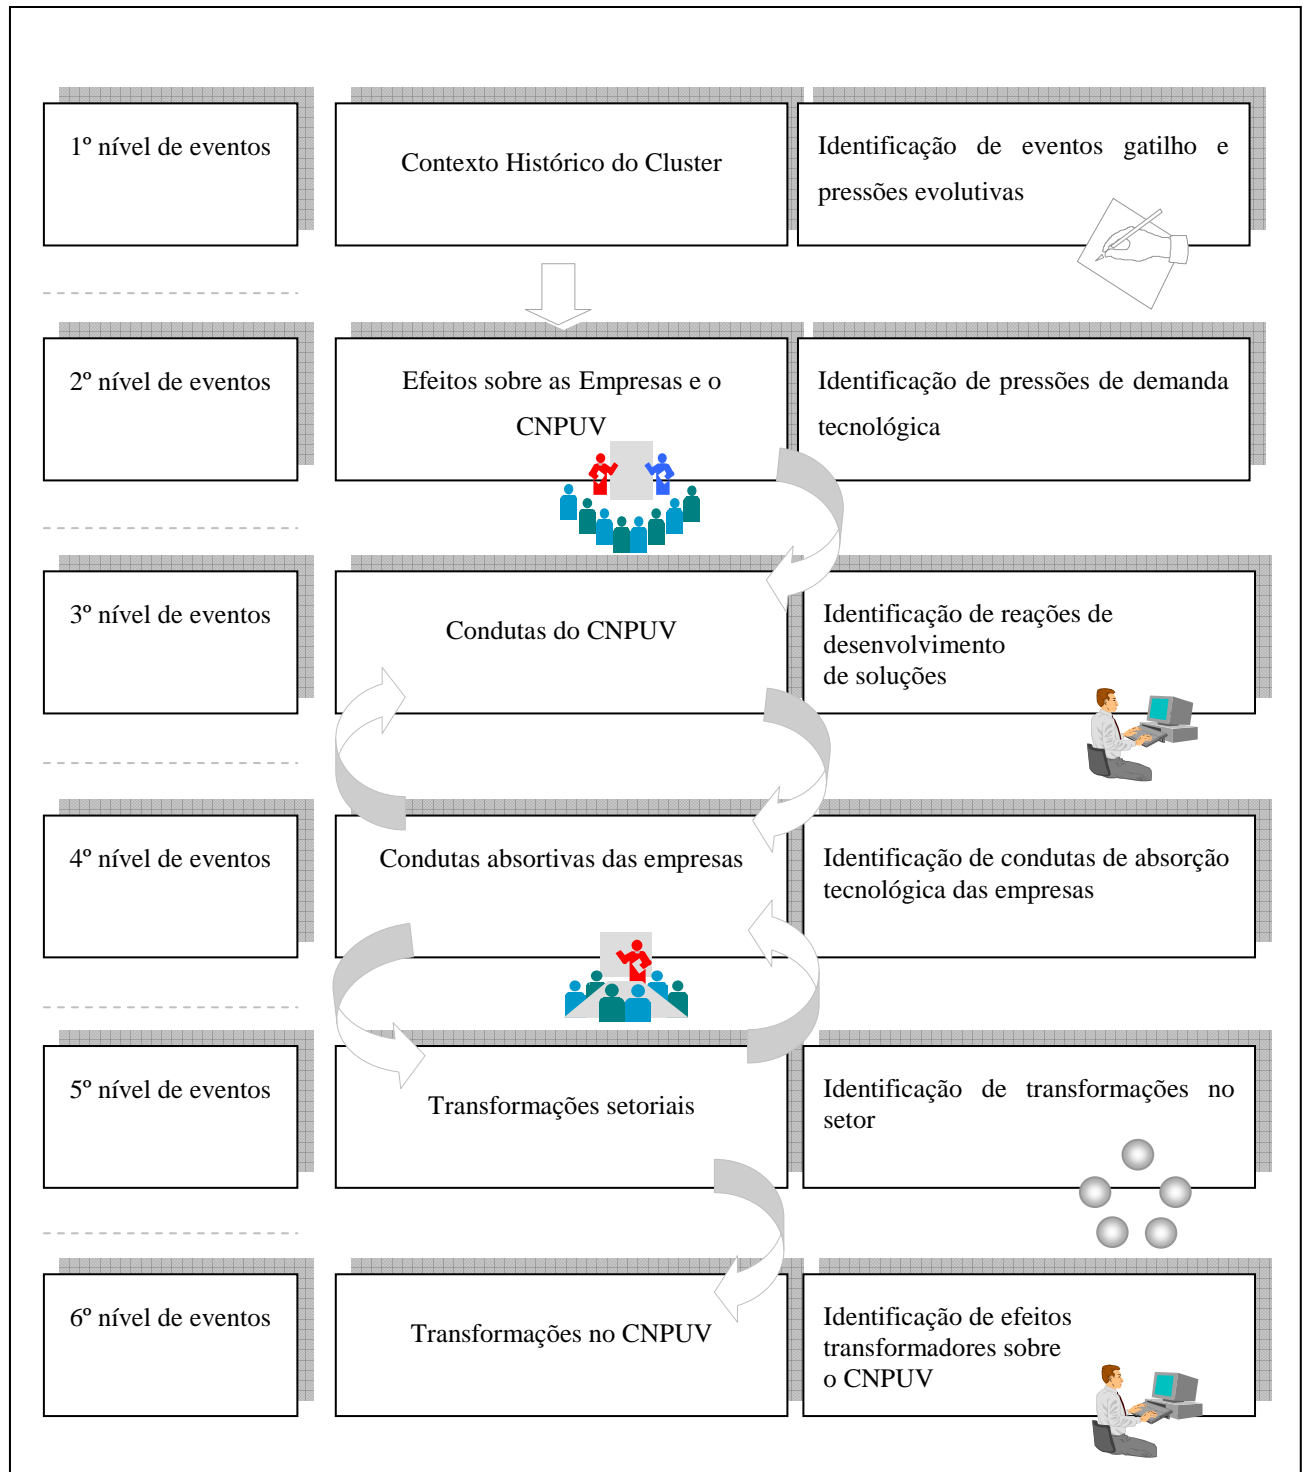 1º nível de eventos
Contexto Histórico do Cluster
Identificação de eventos gatilho e
pressões evolutivas
2º nível de eventos
Efeitos sobre as Empresas e o
CNPUV
Identificação de pressões de demanda
tecnológica
3º nível de eventos
Condutas do CNPUV
Identificação de reações de
desenvolvimento
de soluções
4º nível de eventos
Condutas absortivas das empresas
Identificação de condutas de absorção
tecnológica das empresas
5º nível de eventos
Transformações setoriais
Identificação de transformações no
setor
6º nível de eventos
Transformações no CNPUV
Identificação de efeitos
transformadores sobre
o CNPUV